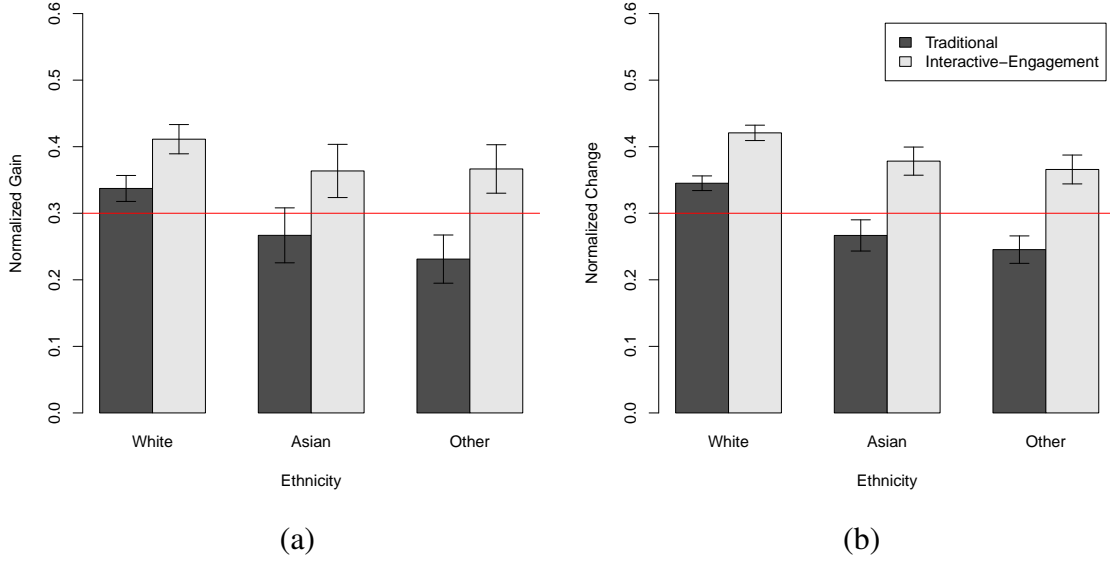 0.0 0.1 0.2 0.3 0.4 0.5 0.6
Normalized Gain
White Asian Other
Ethnicity
(a)
0.0 0.1 0.2 0.3 0.4 0.5 0.6
Normalized Change
Traditional
Interactive−Engagement
White Asian Other
Ethnicity
(b)